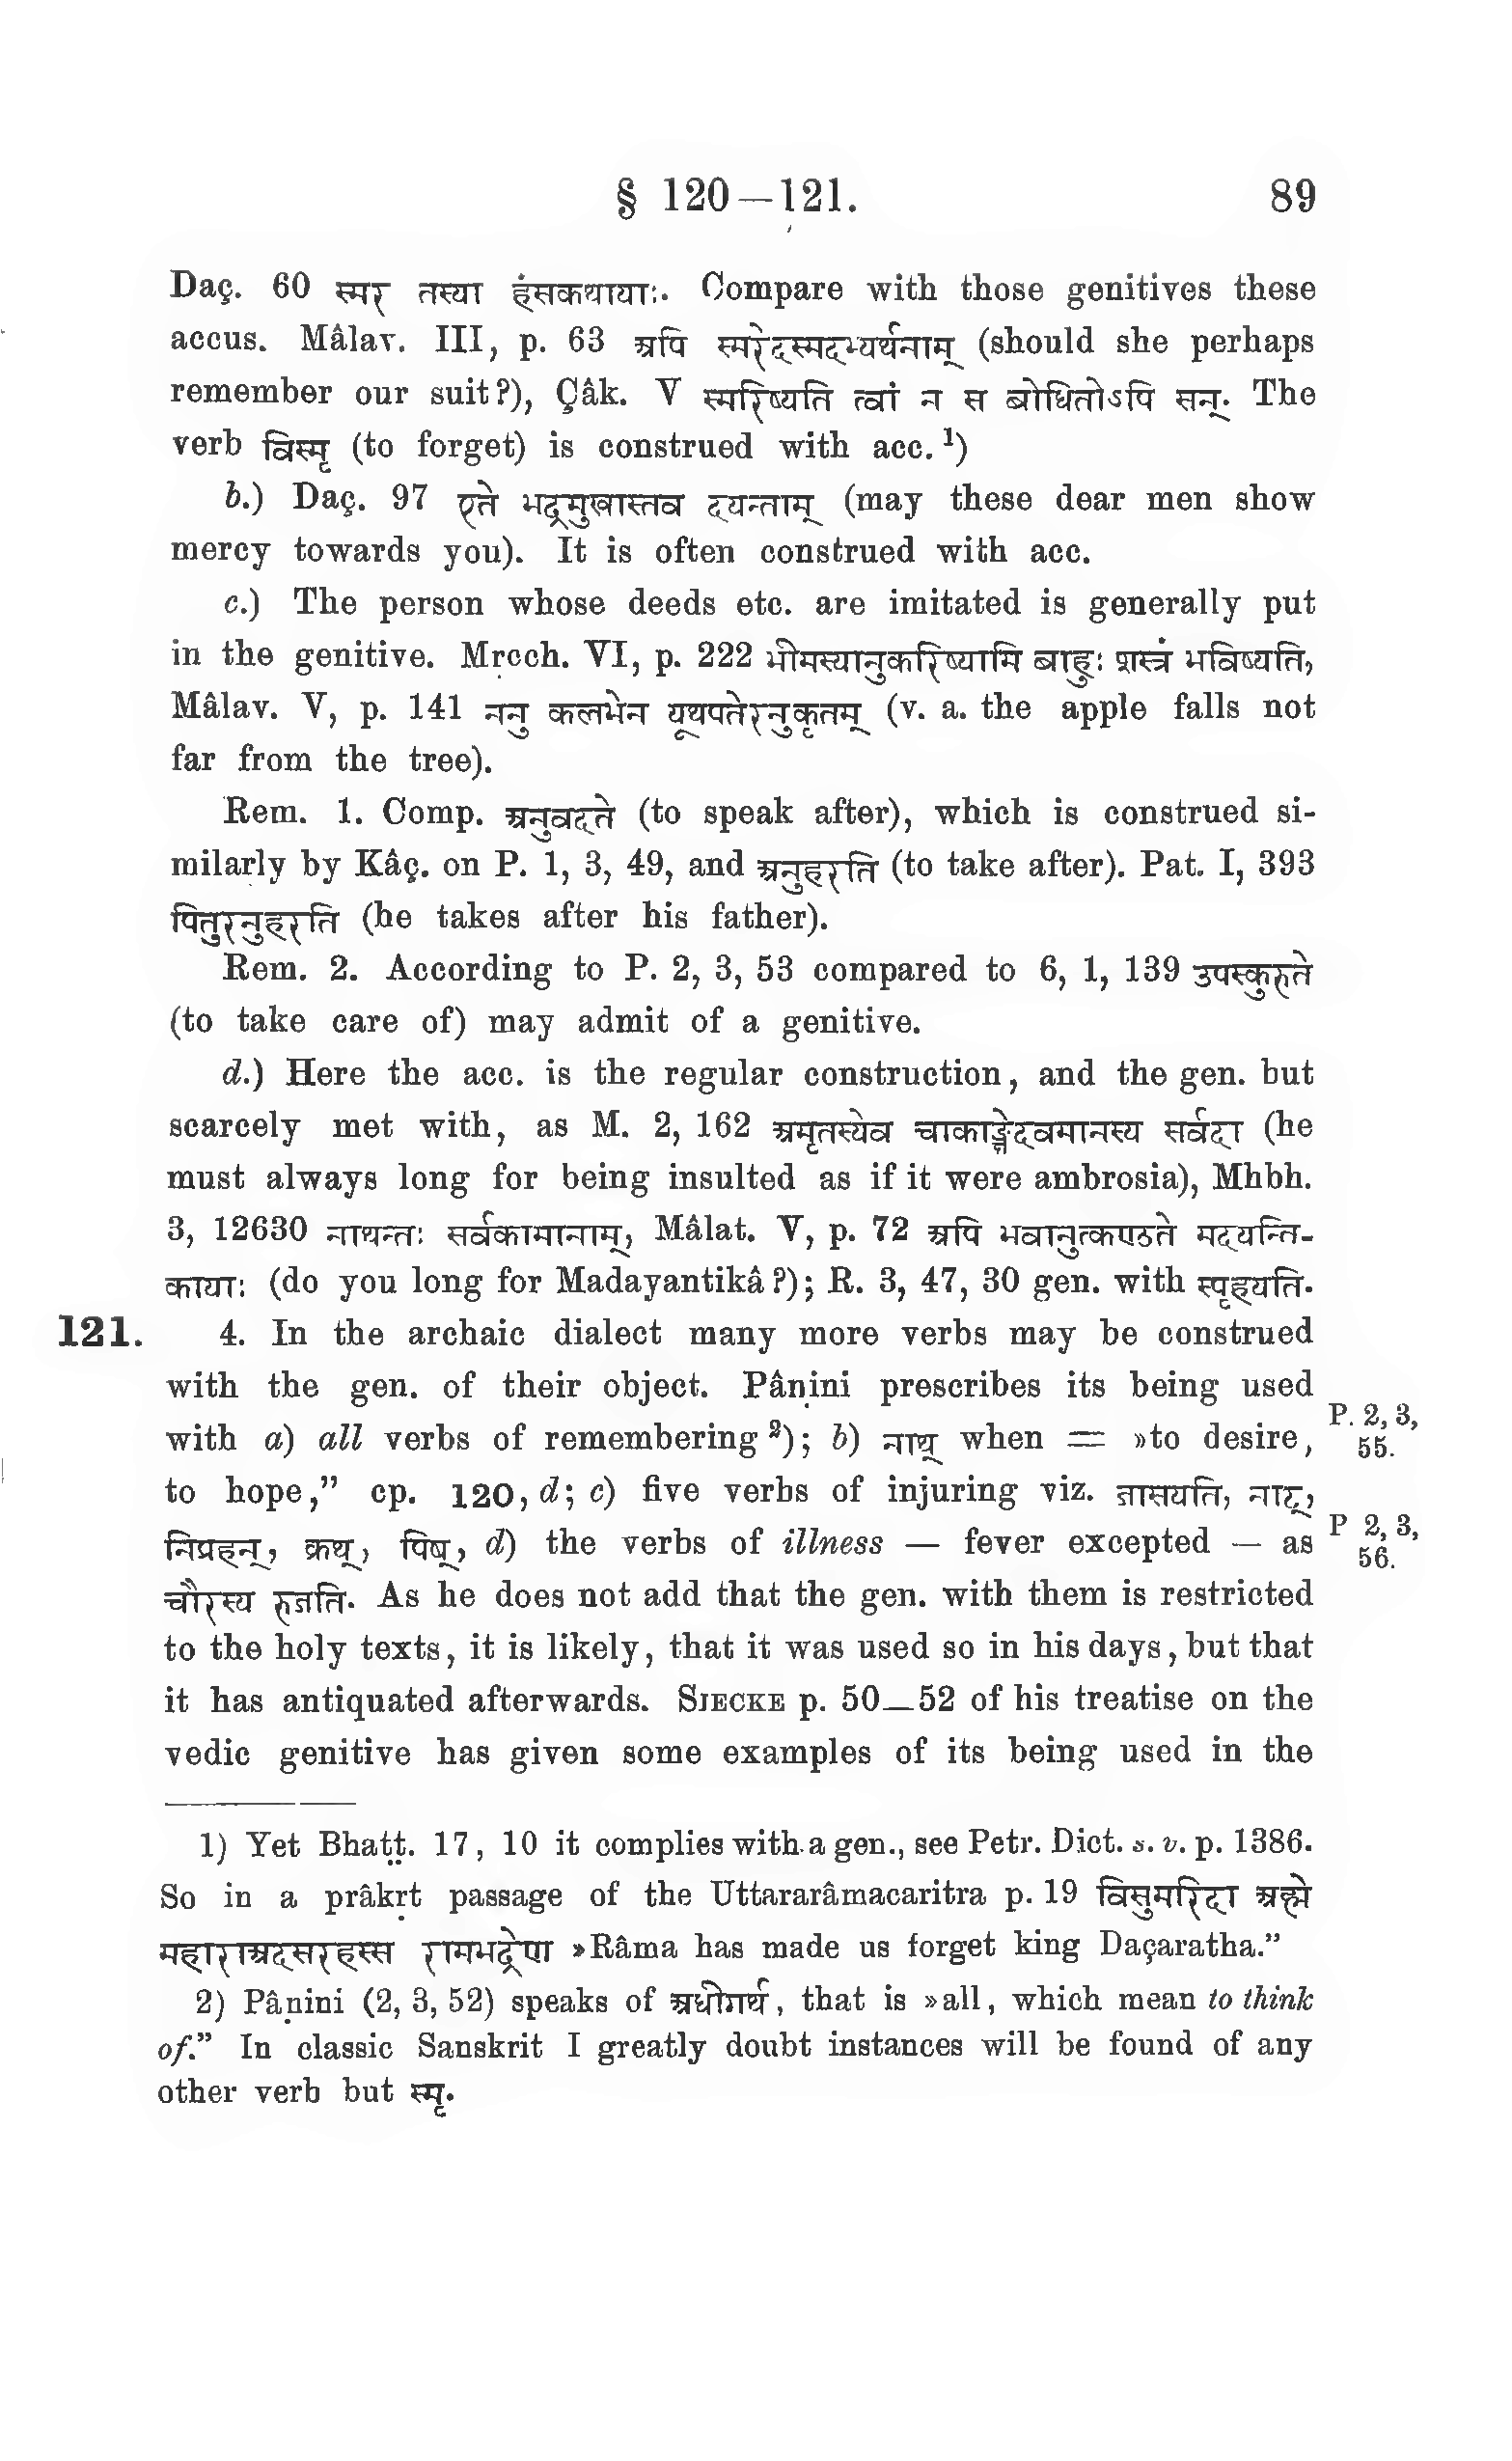 § 120—121. 89
Daç. 60 स्मर तस्या हंसकथायाः. Compare with those genitives these
accus. Mâlav. III, p. 63 अपि स्मरेदस्मदभ्यर्थनाम् (should she perhaps
remember our suit?), Çâk. V स्मरिष्यति त्वां न स बोधितोऽपि सन्. The
verb विस्मृ (to forget) is construed with acc. ¹)
b.) Daç. 97 एते भद्रमुखास्तव दयन्ताम् (may these dear men show
mercy towards you). It is often construed with acc.
c.) The person whose deeds etc. are imitated is generally put
in the genitive. Mṛcch. VI, p. 222 भीमस्यानुकरिष्यामि बाहुः शस्त्रं भविष्यति,
Mâlav. V, p. 141 ननु कलभेन यूथपतेरनुकृतम् (v. a. the apple falls not
far from the tree).
Rem. 1. Comp. अनुवदते (to speak after), which is construed si-
milarly by Kâç. on P. 1, 3, 49, and अनुहरति (to take after). Pat. I, 393
पितुरनुहरति (he takes after his father).
Rem. 2. According to P. 2, 3, 53 compared to 6, 1, 139 उपस्कुरुते
(to take care of) may admit of a genitive.
d.) Here the acc. is the regular construction, and the gen. but
scarcely met with, as M. 2, 162 अमृतस्येव चाकाङ्क्षेदवमानस्य सर्वदा (he
must always long for being insulted as if it were ambrosia), Mhbh.
3, 12630 नाथन्तः सर्वकामानाम्, Mâlat. V, p. 72 अपि भवानुत्कण्ठते मदयन्ति-
कायाः (do you long for Madayantikâ?); R. 3, 47, 30 gen. with स्पृहयति.
121. 4. In the archaic dialect many more verbs may be construed
with the gen. of their object. Pâṇini prescribes its being used
with a) all verbs of remembering ²); b) नाथ् when = »to desire, P. 2, 3, 55.
to hope,” cp. 120, d; c) five verbs of injuring viz. जासयति, नाट्,
निप्रहन्, क्रथ्, पिष्, d) the verbs of illness — fever excepted — as P 2, 3, 56.
चौरस्य रुजति. As he does not add that the gen. with them is restricted
to the holy texts, it is likely, that it was used so in his days, but that
it has antiquated afterwards. SIECKE p. 50—52 of his treatise on the
vedic genitive has given some examples of its being used in the
1) Yet Bhaṭṭ. 17, 10 it complies with a gen., see Petr. Dict. s. v. p. 1386.
So in a prâkṛt passage of the Uttararâmacaritra p. 19 विसुमरिदा अह्मे
महाराअदसरहस्स रामभद्रेण »Râma has made us forget king Daçaratha.”
2) Pâṇini (2, 3, 52) speaks of अधीगर्थ, that is »all, which mean to think
of.” In classic Sanskrit I greatly doubt instances will be found of any
other verb but स्मृ.